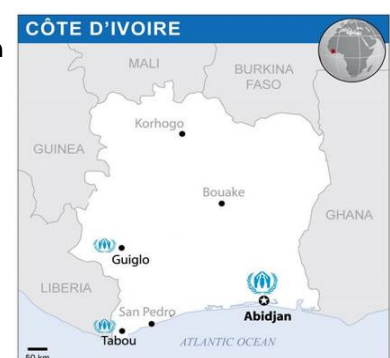 CÔTE D'IVOIRE
MALI
BURKINA
FASO
Korhogo
GUINEA
Bouake
GHANA
Guiglo
LIBERIA
San Pedro
Abidjan
Tabou
ATLANTIC OCEAN
50 km